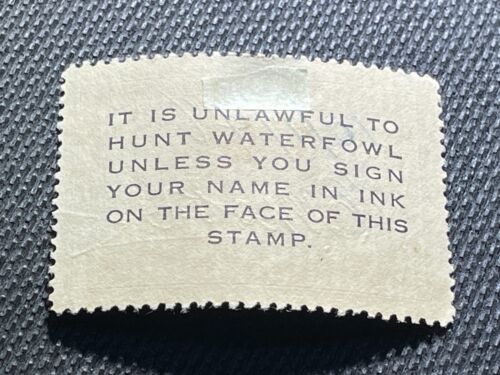 IT IS UNLAWFUL TO
HUNT WATERFOWL
UNLESS YOU SIGN
YOUR NAME IN INK
ON THE FACE OF THIS
STAMP.